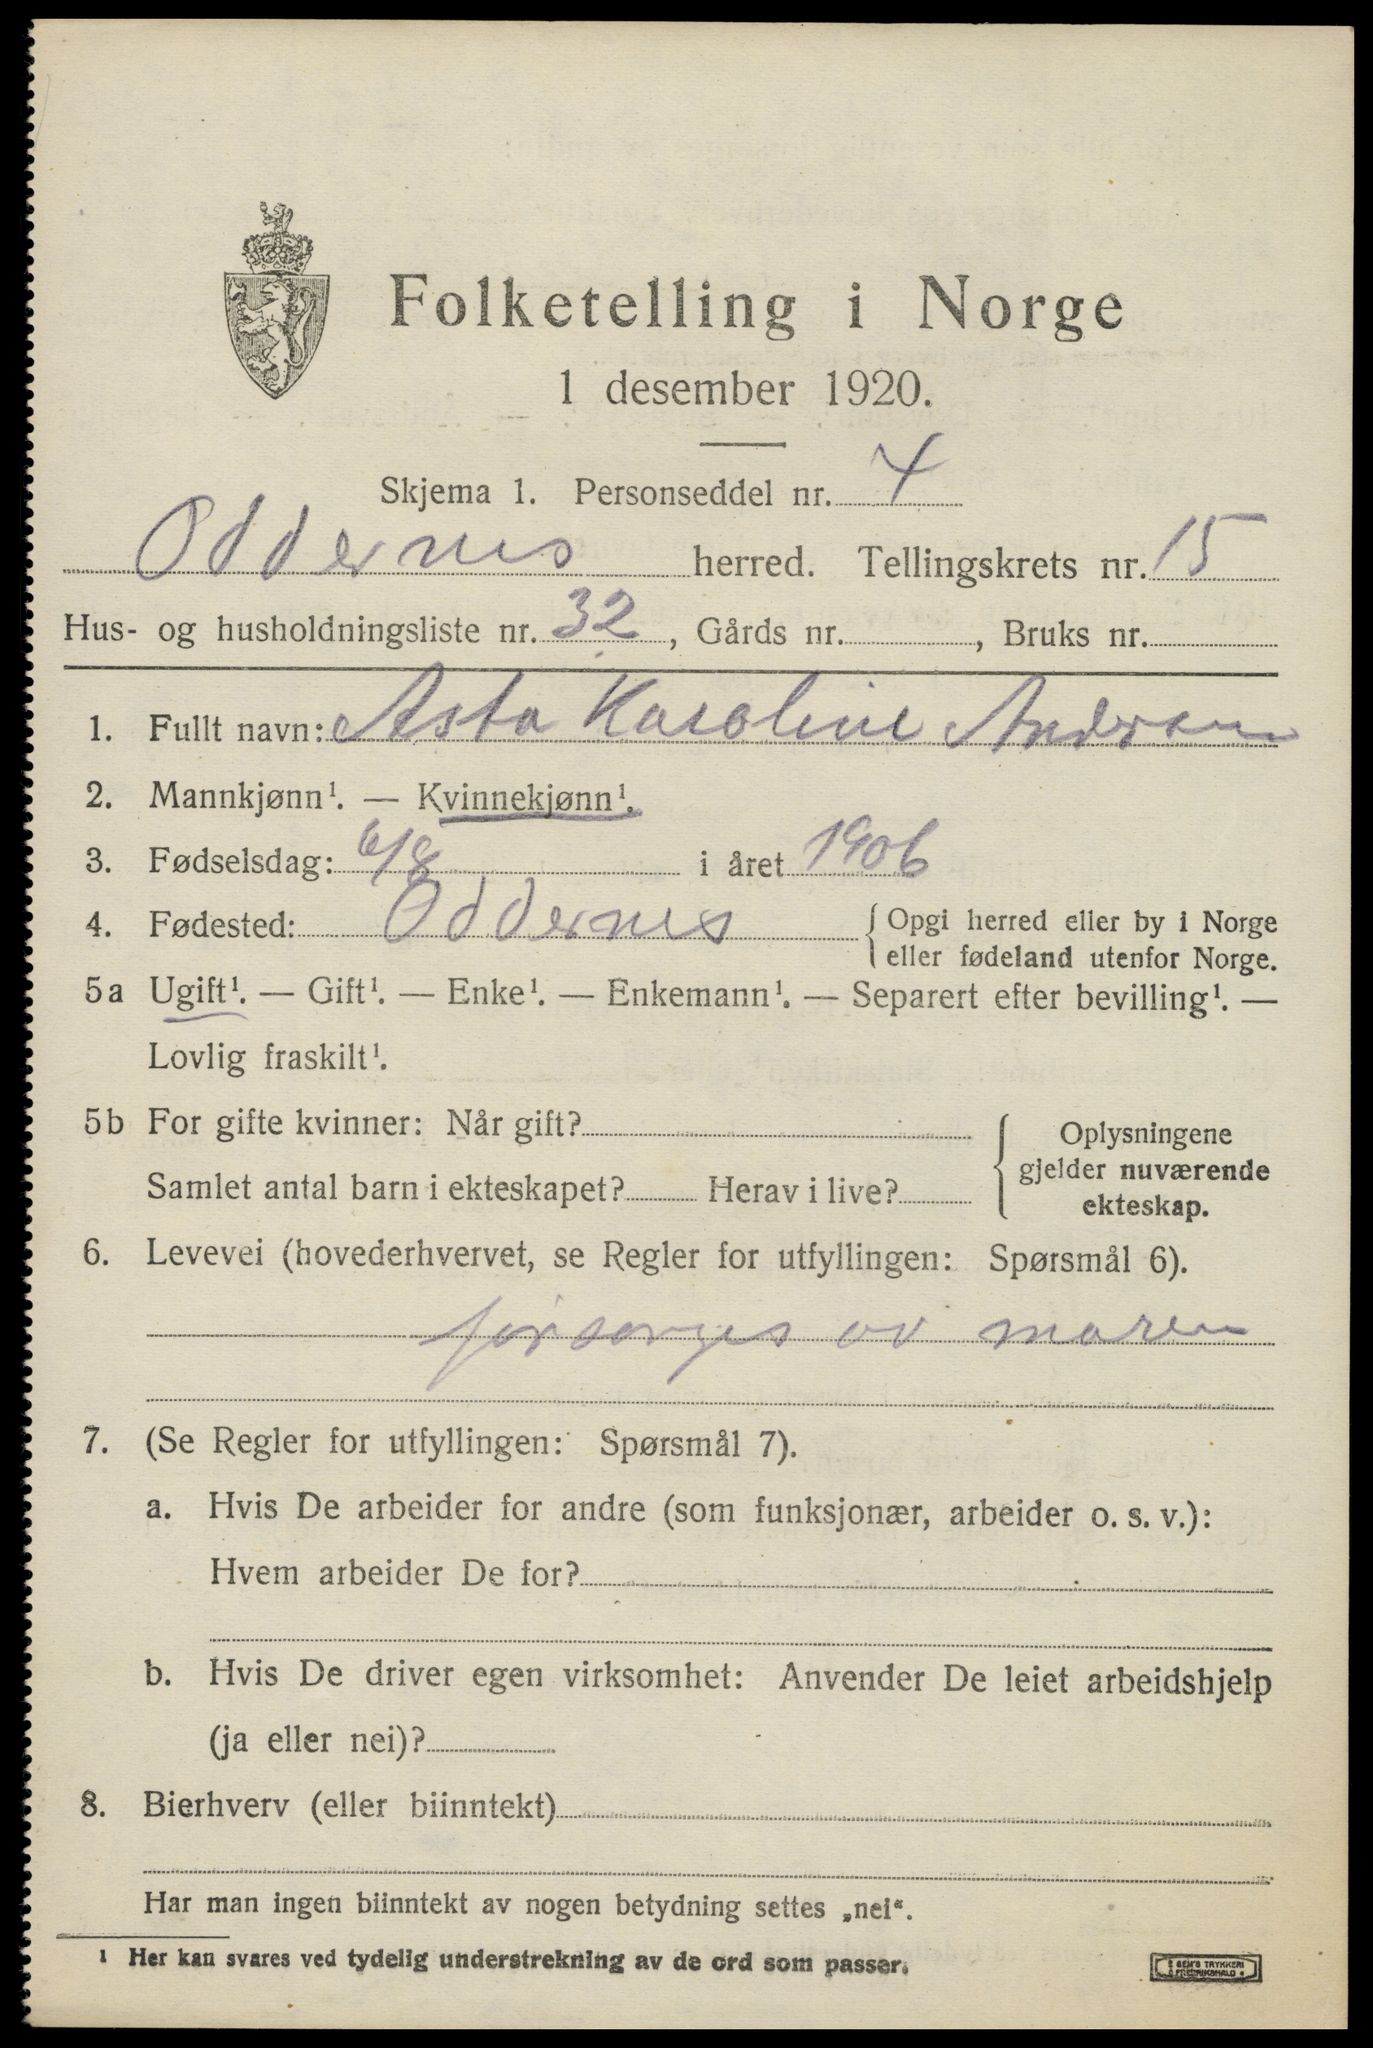 Folketelling i Norge
1 desember 1920.
Skjema 1. Personseddel nr. 4
Oddernes herred. Tellingskrets nr. 15
Hus- og husholdningsliste nr. 32, Gårds nr. , Bruks nr.
1. Fullt navn: Asta Karoline
2. Mannkjønn¹. — Kvinnekjønn¹.
3. Fødselsdag: 6/8 i året 1906
4. Fødested: Oddernes { Opgi herred eller by i Norge
eller fødeland utenfor Norge.
5a Ugift¹. — Gift¹. — Enke¹. — Enkemann¹. — Separert efter bevilling¹. —
Lovlig fraskilt¹.
5b For gifte kvinner: Når gift? { Oplysningene
gjelder nuværende
ekteskap.
Samlet antal barn i ekteskapet? Herav i live?
6. Levevei (hovederhvervet, se Regler for utfyllingen: Spørsmål 6).
forsørges av
7. (Se Regler for utfyllingen: Spørsmål 7).
a. Hvis De arbeider for andre (som funksjonær, arbeider o. s. v.):
Hvem arbeider De for?
b. Hvis De driver egen virksomhet: Anvender De leiet arbeidshjelp
(ja eller nei)?
8. Bierhverv (eller biinntekt)
Har man ingen biinntekt av nogen betydning settes „nei“.
¹ Her kan svares ved tydelig understrekning av de ord som passer.
SEM'S TRYKKERI
FREDRIKSHALD